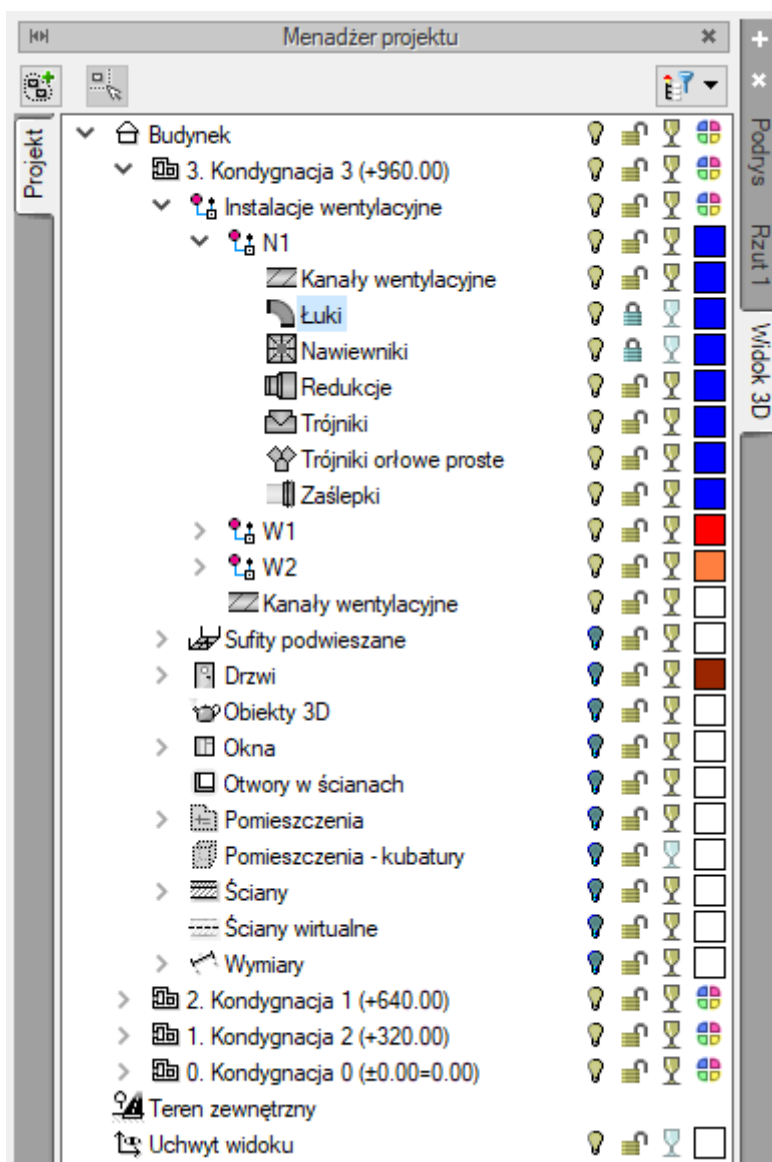 Menadżer projektu
Projekt
Budynek
3. Kondygnacja 3 (+960.00)
Instalacje wentylacyjne
N1
Kanały wentylacyjne
Łuki
Nawiewniki
Redukcje
Trójniki
Trójniki orłowe proste
Zaślepki
W1
W2
Kanały wentylacyjne
Sufity podwieszane
Drzwi
Obiekty 3D
Okna
Otwory w ścianach
Pomieszczenia
Pomieszczenia - kubatury
Ściany
Ściany wirtualne
Wymiary
2. Kondygnacja 1 (+640.00)
1. Kondygnacja 2 (+320.00)
0. Kondygnacja 0 (±0.00=0.00)
Teren zewnętrzny
Uchwyt widoku
Podrys
Rzut 1
Widok 3D